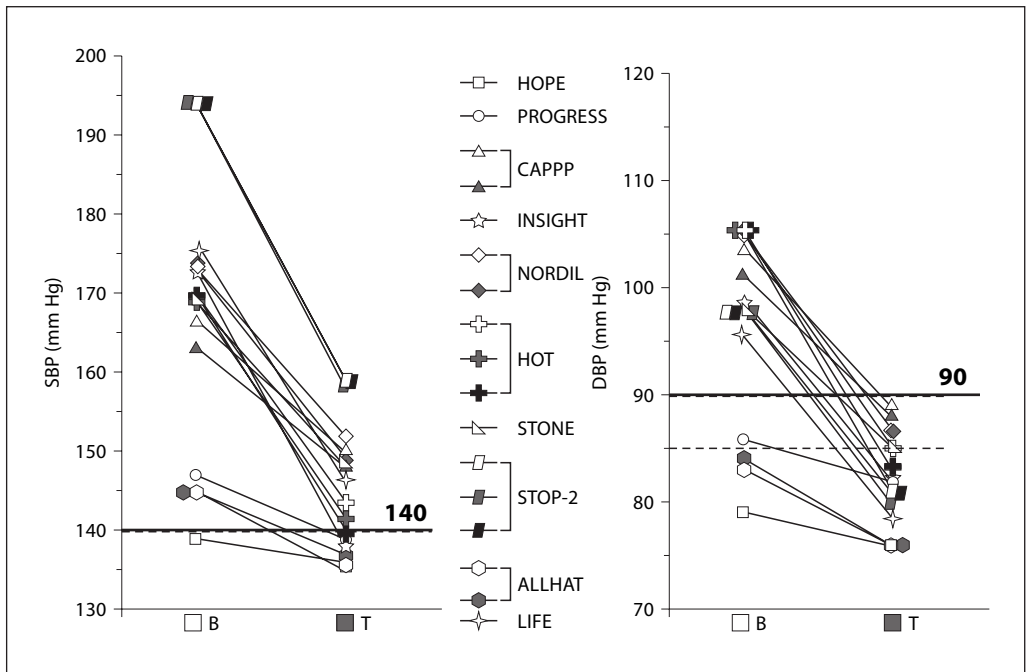 SBP (mm Hg)
200
190
180
170
160
150
140
130
140
B
T
HOPE
PROGRESS
CAPPP
INSIGHT
NORDIL
HOT
STONE
STOP-2
ALLHAT
LIFE
DBP (mm Hg)
120
110
100
90
80
70
90
B
T